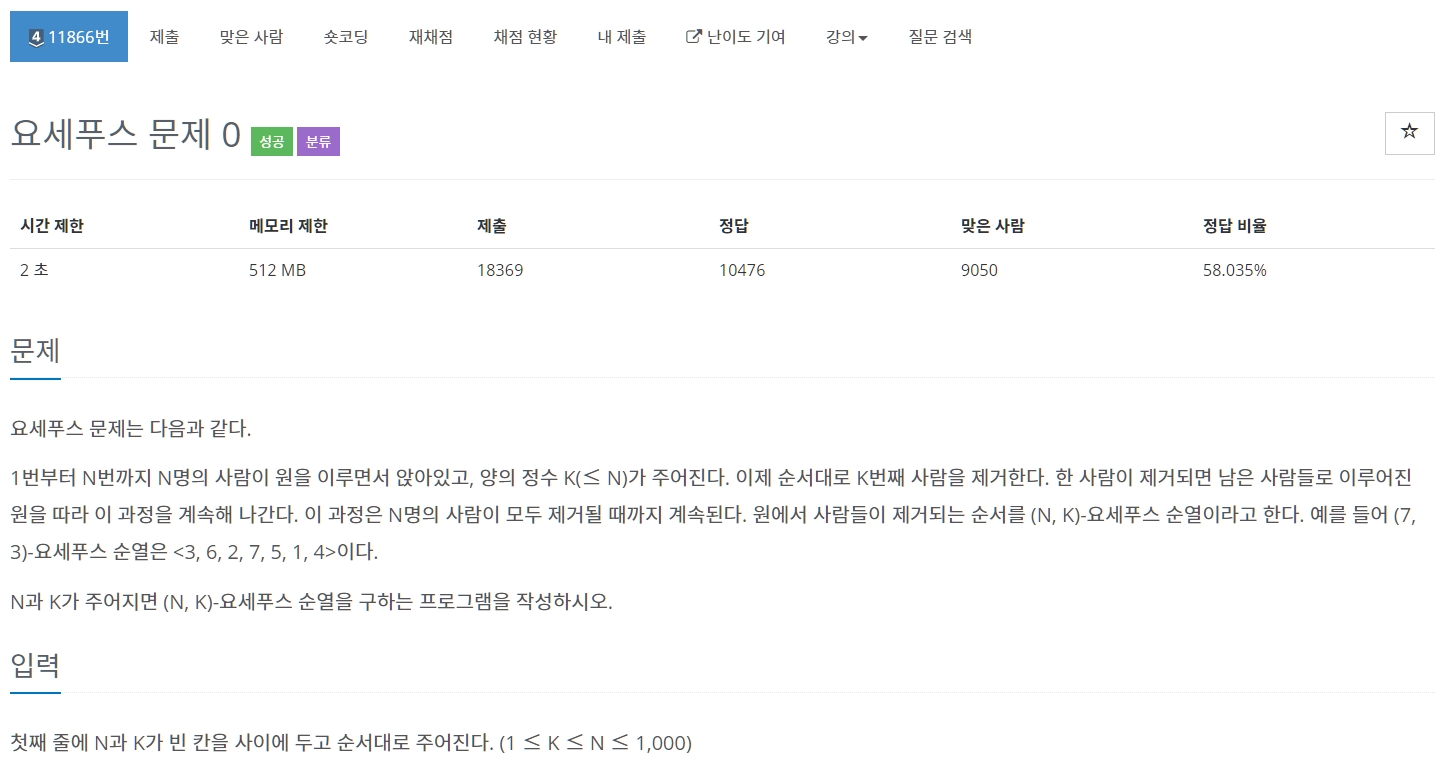 4 11866번 제출 맞은 사람 숏코딩 재채점 채점 현황 내 제출 난이도 기여 강의 질문 검색
요세푸스 문제 0 성공 분류
시간 제한 메모리 제한 제출 정답 맞은 사람 정답 비율
2 초 512 MB 18369 10476 9050 58.035%
문제
요세푸스 문제는 다음과 같다.
1번부터 N번까지 N명의 사람이 원을 이루면서 앉아있고, 양의 정수 K(≤ N)가 주어진다. 이제 순서대로 K번째 사람을 제거한다. 한 사람이 제거되면 남은 사람들로 이루어진
원을 따라 이 과정을 계속해 나간다. 이 과정은 N명의 사람이 모두 제거될 때까지 계속된다. 원에서 사람들이 제거되는 순서를 (N, K)-요세푸스 순열이라고 한다. 예를 들어 (7,
3)-요세푸스 순열은 <3, 6, 2, 7, 5, 1, 4>이다.
N과 K가 주어지면 (N, K)-요세푸스 순열을 구하는 프로그램을 작성하시오.
입력
첫째 줄에 N과 K가 빈 칸을 사이에 두고 순서대로 주어진다. (1 ≤ K ≤ N ≤ 1,000)